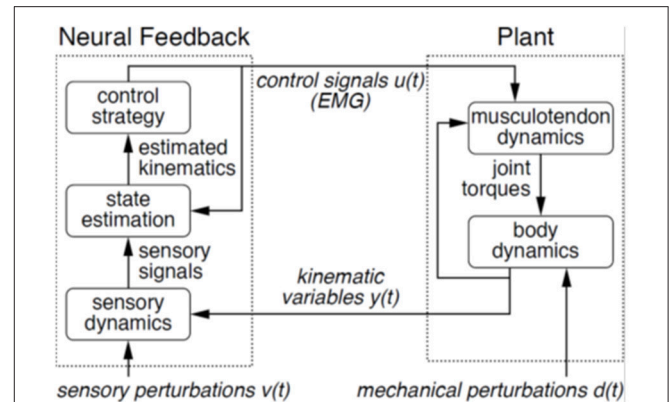 Neural Feedback
Plant
control signals u(t)
(EMG)
control
strategy
musculotendon
dynamics
estimated
kinematics
joint
torques
state
estimation
body
dynamics
sensory
signals
kinematic
variables y(t)
sensory
dynamics
sensory perturbations v(t)
mechanical perturbations d(t)